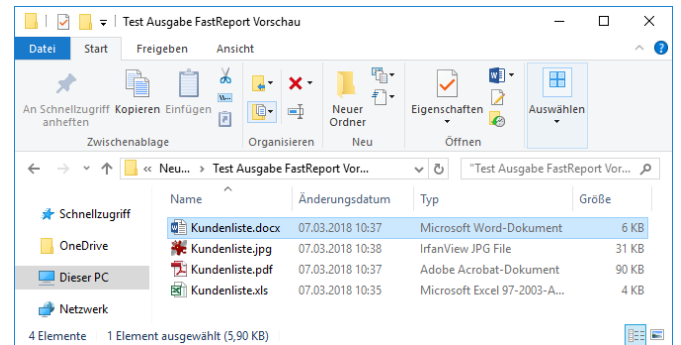 Test Ausgabe FastReport Vorschau
Datei Start Freigeben Ansicht
An Schnellzugriff anheften Kopieren Einfügen Neuer Ordner Eigenschaften Auswählen
Zwischenablage Organisieren Neu Öffnen
« Neu... › Test Ausgabe FastReport Vor... "Test Ausgabe FastReport Vor...
Name Änderungsdatum Typ Größe
Schnellzugriff
OneDrive
Dieser PC
Netzwerk
Kundenliste.docx 07.03.2018 10:37 Microsoft Word-Dokument 6 KB
Kundenliste.jpg 07.03.2018 10:38 IrfanView JPG File 31 KB
Kundenliste.pdf 07.03.2018 10:37 Adobe Acrobat-Dokument 90 KB
Kundenliste.xls 07.03.2018 10:35 Microsoft Excel 97-2003-A... 4 KB
4 Elemente 1 Element ausgewählt (5,90 KB)